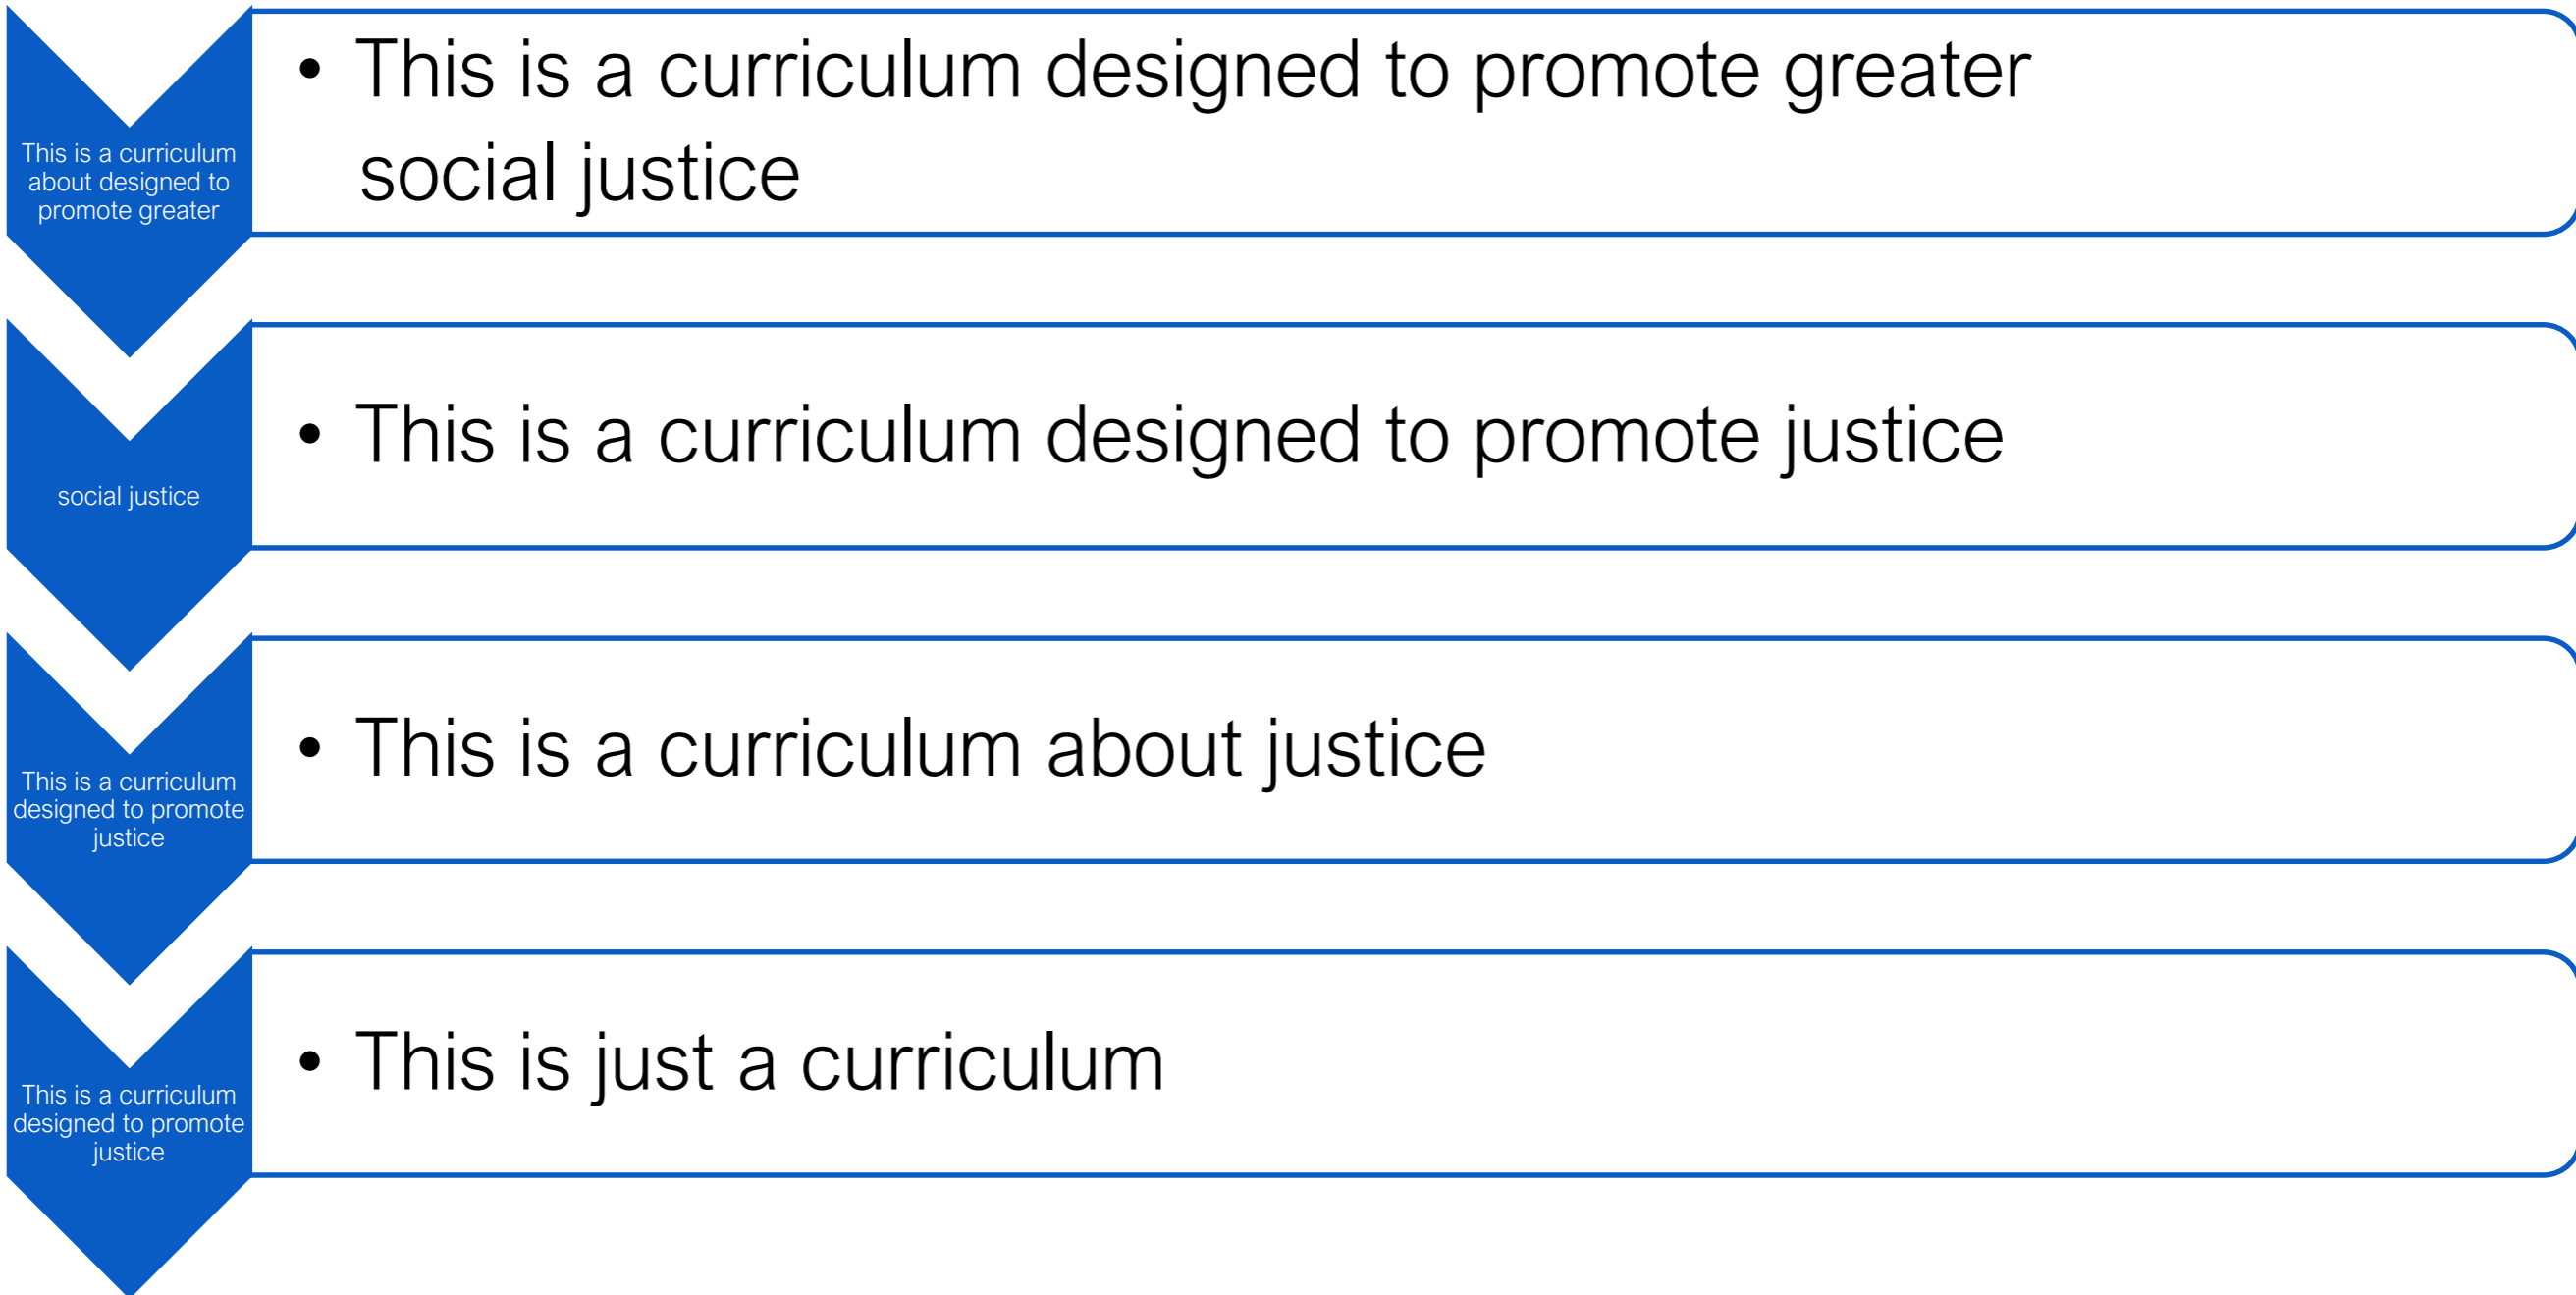 This is a curriculum
about designed to
promote greater
• This is a curriculum designed to promote greater
social justice
social justice
• This is a curriculum designed to promote justice
This is a curriculum
designed to promote
justice
• This is a curriculum about justice
This is a curriculum
designed to promote
justice
• This is just a curriculum